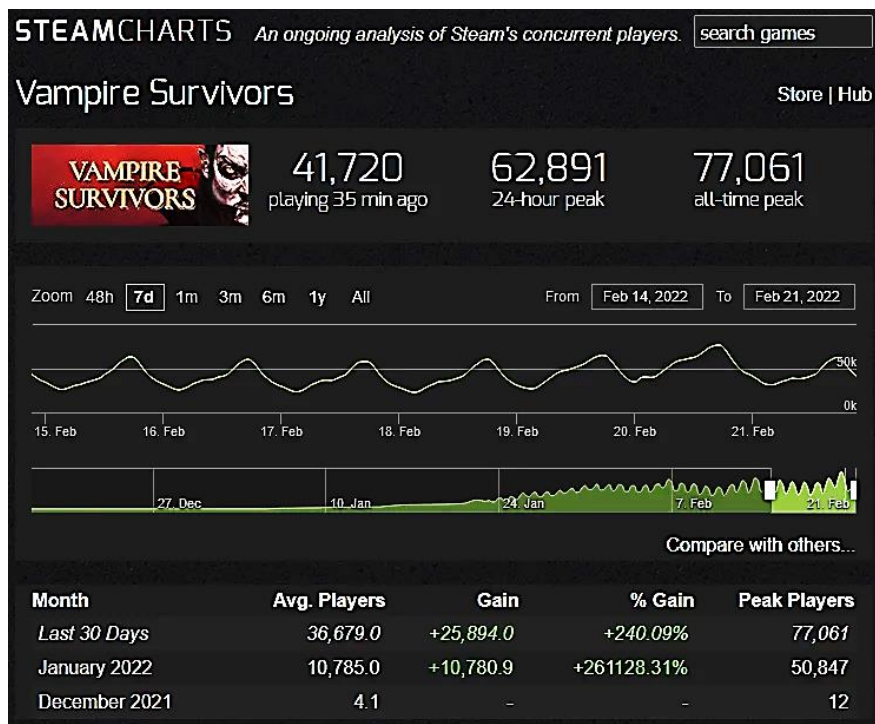 STEAMCHARTS An ongoing analysis of Steam's concurrent players. search games
Vampire Survivors Store | Hub
VAMPIRE
SURVIVORS
41,720 62,891 77,061
playing 35 min ago 24-hour peak all-time peak
Zoom 48h 7d 1m 3m 6m 1y All From Feb 14, 2022 To Feb 21, 2022
50k
0k
15. Feb 16. Feb 17. Feb 18. Feb 19. Feb 20. Feb 21. Feb
27. Dec 10. Jan 24. Jan 7. Feb 21. Feb
Compare with others...
Month Avg. Players Gain % Gain Peak Players
Last 30 Days 36,679.0 +25,894.0 +240.09% 77,061
January 2022 10,785.0 +10,780.9 +261128.31% 50,847
December 2021 4.1 - - 12